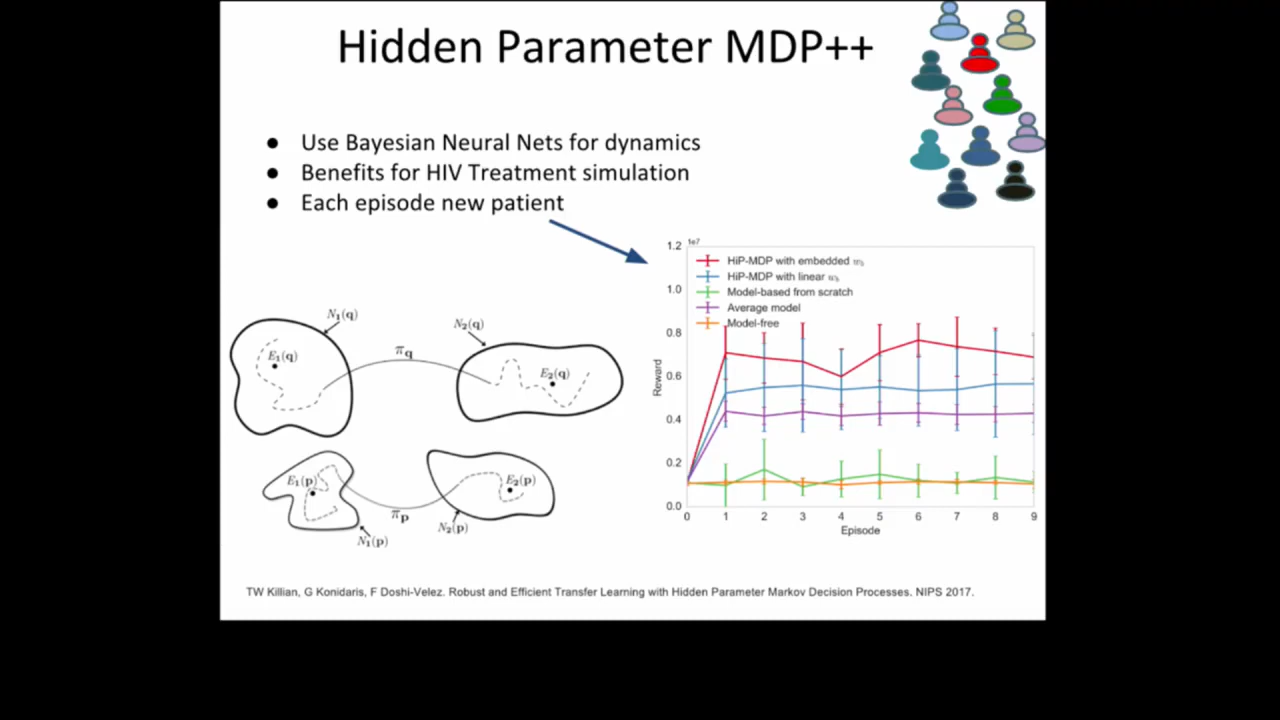 Hidden Parameter MDP++
● Use Bayesian Neural Nets for dynamics
● Benefits for HIV Treatment simulation
● Each episode new patient
N₁(q)
E₁(q)
πq
N₂(q)
E₂(q)
E₁(p)
N₁(p)
πp
N₂(p)
E₂(p)
1e7
HiP-MDP with embedded w_b
HiP-MDP with linear w_b
Model-based from scratch
Average model
Model-free
Reward
1.2
1.0
0.8
0.6
0.4
0.2
0.0
0 1 2 3 4 5 6 7 8 9
Episode
TW Killian, G Konidaris, F Doshi-Velez. Robust and Efficient Transfer Learning with Hidden Parameter Markov Decision Processes. NIPS 2017.